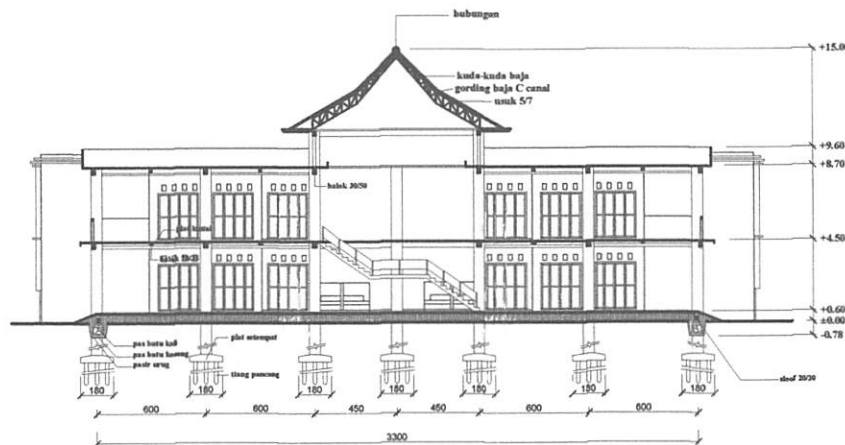 bubungan
+15.00
kuda-kuda baja
gording baja C canal
usuk 5/7
+9.60
+8.70
balok 30/50
+4.50
+0.60
±0.00
-0.78
pas batu kali
pas batu kosong
pasir urug
plat setempat
tiang pancang
sloof 20/30
180 180 180 180 180 180 180
600 600 450 450 600 600
3300